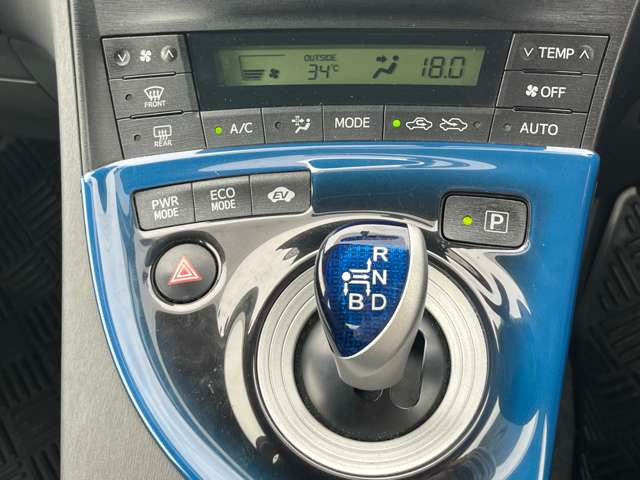 OUTSIDE
34°C
18.0
TEMP
FRONT
OFF
REAR
A/C
MODE
AUTO
PWR
MODE
ECO
MODE
EV
P
R
N
B D